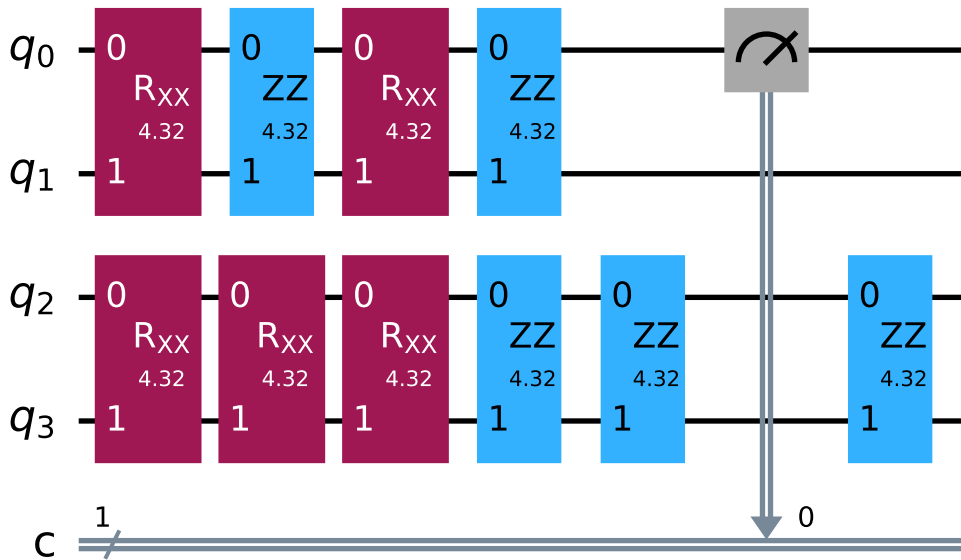 q0 0 0 0 0
RXX ZZ RXX ZZ
4.32 4.32 4.32 4.32
q1 1 1 1 1
q2 0 0 0 0 0 0
RXX RXX RXX ZZ ZZ ZZ
4.32 4.32 4.32 4.32 4.32 4.32
q3 1 1 1 1 1 1
1 0
c